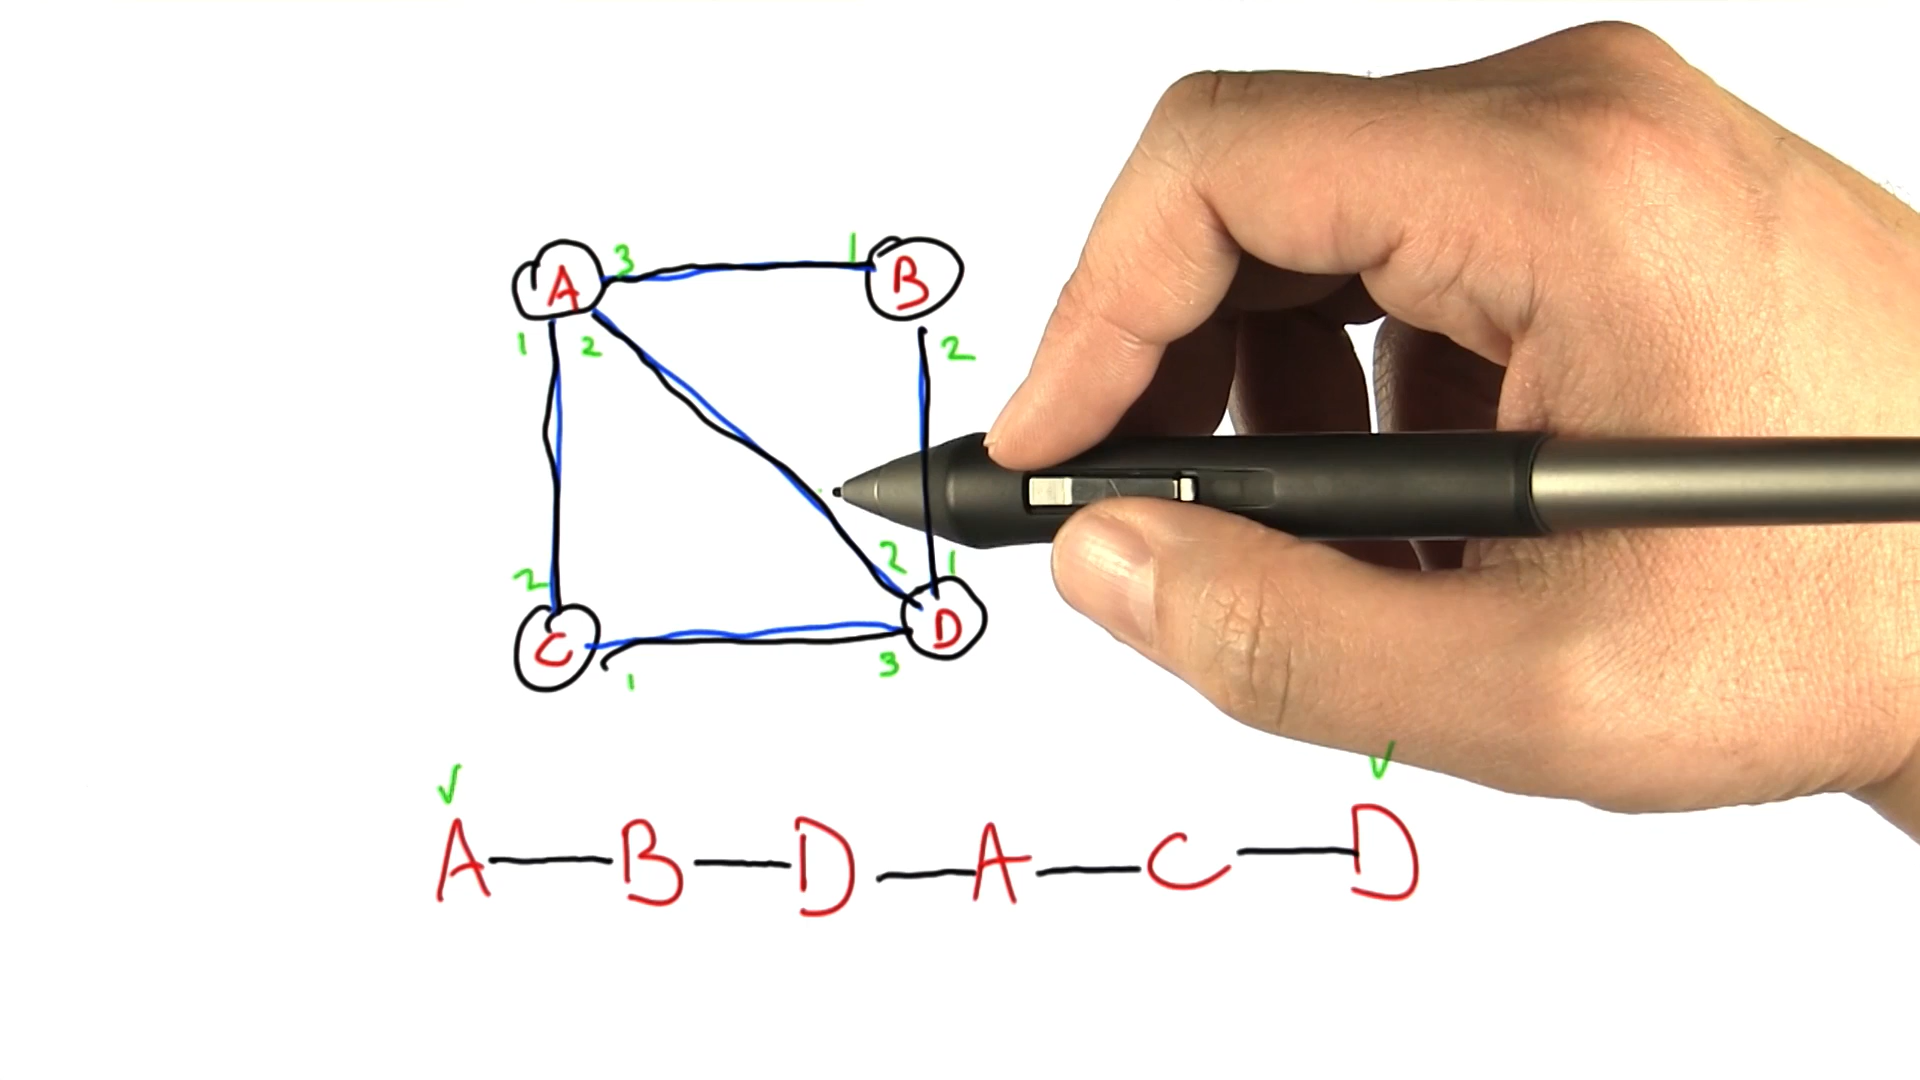 A 3 1 B
1 2 2
2 2 1
C D
1 3
√ √
A—B—D—A—C—D